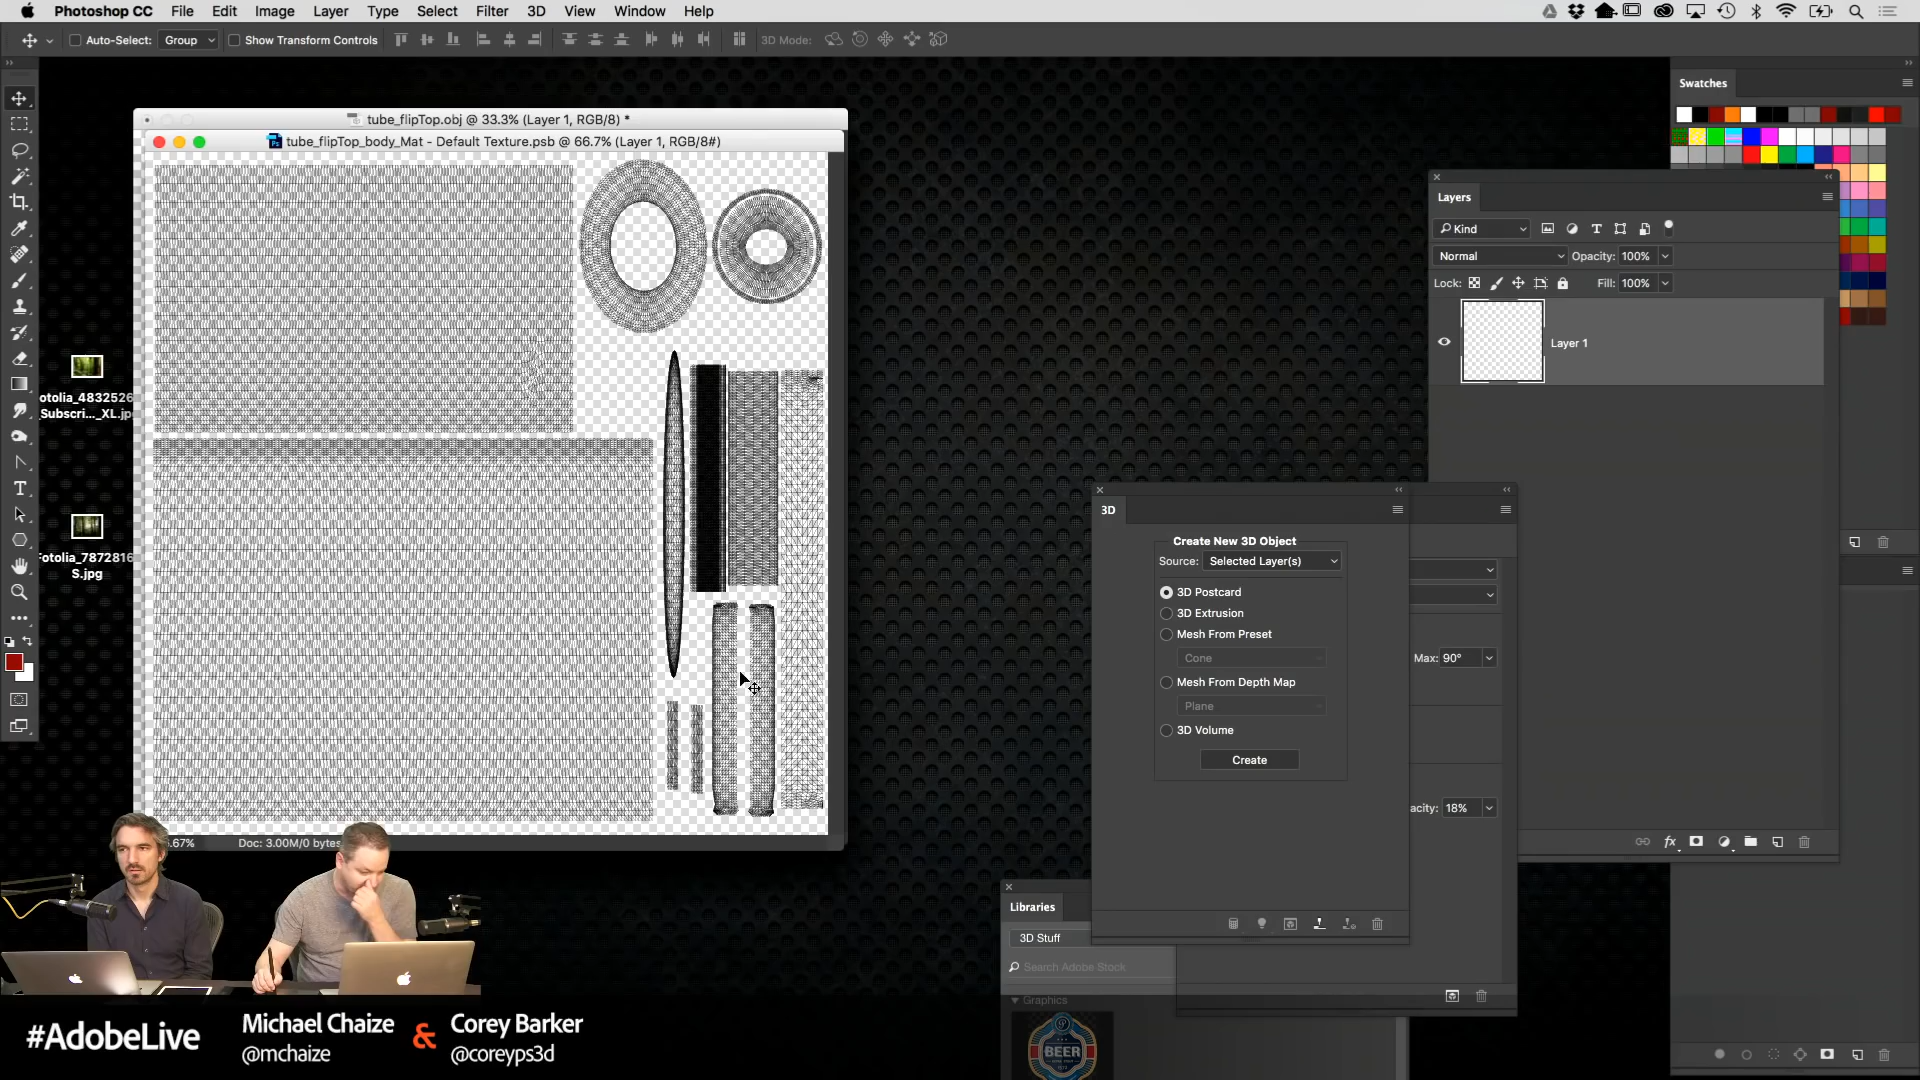 Photoshop CC File Edit Image Layer Type Select Filter 3D View Window Help
Auto-Select: Group Show Transform Controls 3D Mode:
tube_flipTop.obj @ 33.3% (Layer 1, RGB/8) *
tube_flipTop_body_Mat - Default Texture.psb @ 66.7% (Layer 1, RGB/8#)
Swatches
Layers
Kind
Normal Opacity: 100%
Lock: Fill: 100%
Layer 1
otolia_4832526
_Subscri..._XL.jp
Fotolia_7872816
S.jpg
3D
Create New 3D Object
Source: Selected Layer(s)
3D Postcard
3D Extrusion
Mesh From Preset
Cone
Mesh From Depth Map
Plane
3D Volume
Create
Max: 90°
acity: 18%
.67% Doc: 3.00M/0 bytes
Libraries
3D Stuff
Search Adobe Stock
Graphics
BEER
#AdobeLive
Michael Chaize
@mchaize
&
Corey Barker
@coreyps3d